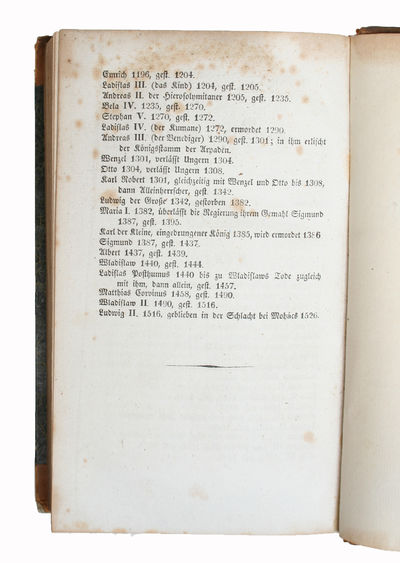 Emrich 1196, gest. 1204.
Ladislas III. (das Kind) 1204, gest. 1205.
Andreas II. der Hierosolymitaner 1205, gest. 1235.
Bela IV. 1235, gest. 1270.
Stephan V. 1270, gest. 1272.
Ladislas IV. (der Kumane) 1272, ermordet 1290.
Andreas III. (der Venediger) 1290, gest. 1301; in ihm erlischt
der Königsstamm der Arpaden.
Wenzel 1301, verläßt Ungern 1304.
Otto 1304, verläßt Ungern 1308.
Karl Robert 1301, gleichzeitig mit Wenzel und Otto bis 1308,
dann Alleinherrscher, gest. 1342.
Ludwig der Große 1342, gestorben 1382.
Maria I. 1382, überläßt die Regierung ihrem Gemahl Sigmund
1387, gest. 1395.
Karl der Kleine, eingedrungener König 1385, wird ermordet 1386
Sigmund 1387, gest. 1437.
Albert 1437, gest. 1439.
Wladislaw 1440, gest. 1444.
Ladislas Posthumus 1440 bis zu Wladislaws Tode zugleich
mit ihm, dann allein, gest. 1457.
Matthias Corvinus 1458, gest. 1490.
Wladislaw II. 1490, gest. 1516.
Ludwig II. 1516, geblieben in der Schlacht bei Mohács 1526.